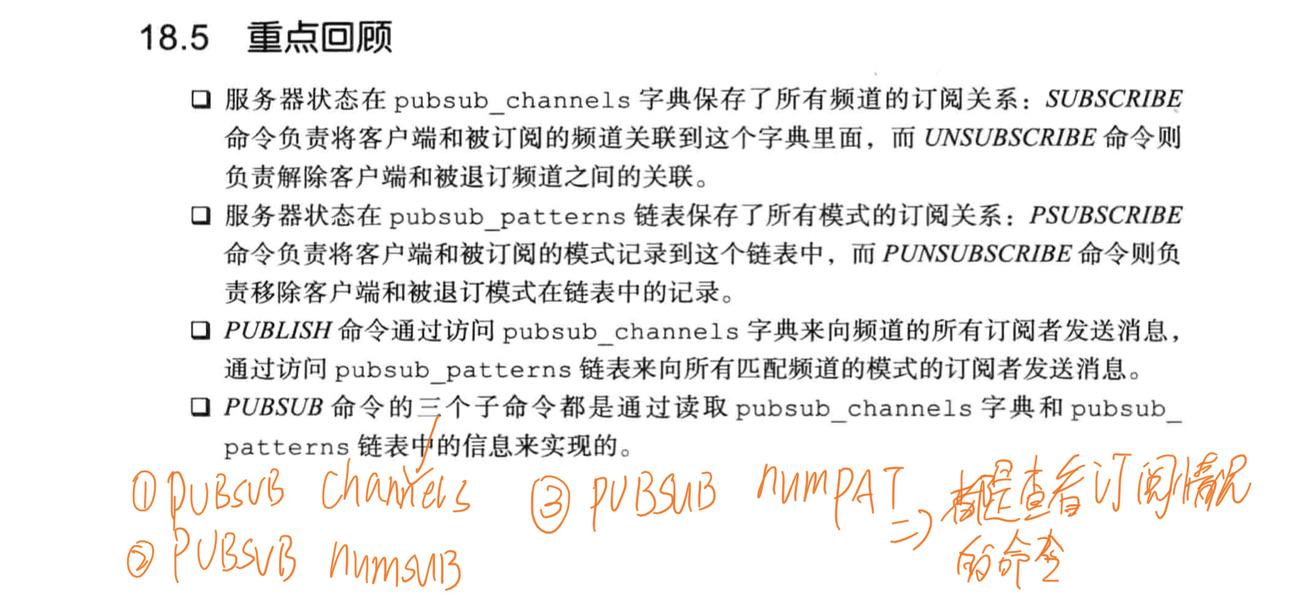 18.5 重点回顾
❑ 服务器状态在 pubsub_channels 字典保存了所有频道的订阅关系：SUBSCRIBE
命令负责将客户端和被订阅的频道关联到这个字典里面，而 UNSUBSCRIBE 命令则
负责解除客户端和被退订频道之间的关联。
❑ 服务器状态在 pubsub_patterns 链表保存了所有模式的订阅关系：PSUBSCRIBE
命令负责将客户端和被订阅的模式记录到这个链表中，而 PUNSUBSCRIBE 命令则负
责移除客户端和被退订模式在链表中的记录。
❑ PUBLISH 命令通过访问 pubsub_channels 字典来向频道的所有订阅者发送消息，
通过访问 pubsub_patterns 链表来向所有匹配频道的模式的订阅者发送消息。
❑ PUBSUB 命令的三个子命令都是通过读取 pubsub_channels 字典和 pubsub_
patterns 链表中的信息来实现的。
① PUBSUB channels ③ PUBSUB numPAT => 都是查看订阅情况
② PUBSUB numSUB 的命令